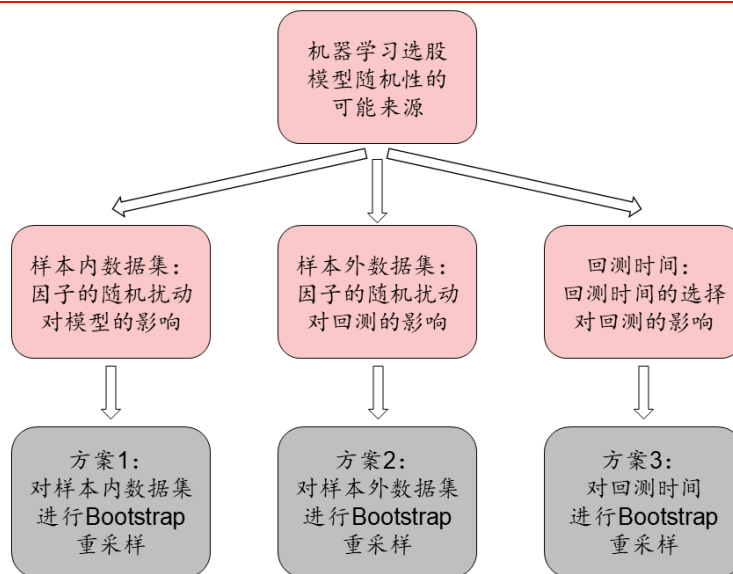 机器学习选股
模型随机性的
可能来源
样本内数据集：
因子的随机扰动
对模型的影响
样本外数据集：
因子的随机扰动
对回测的影响
回测时间：
回测时间的选择
对回测的影响
方案1：
对样本内数据集
进行Bootstrap
重采样
方案2：
对样本外数据集
进行Bootstrap
重采样
方案3：
对回测时间
进行Bootstrap
重采样